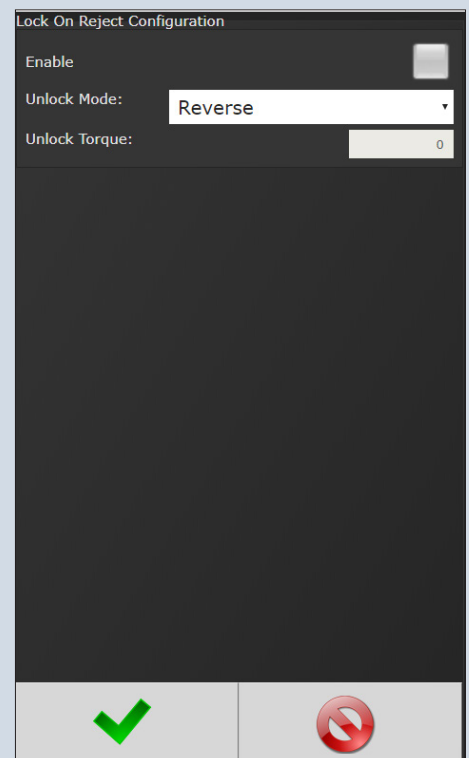 Lock On Reject Configuration
Enable
Unlock Mode: Reverse
Unlock Torque: 0